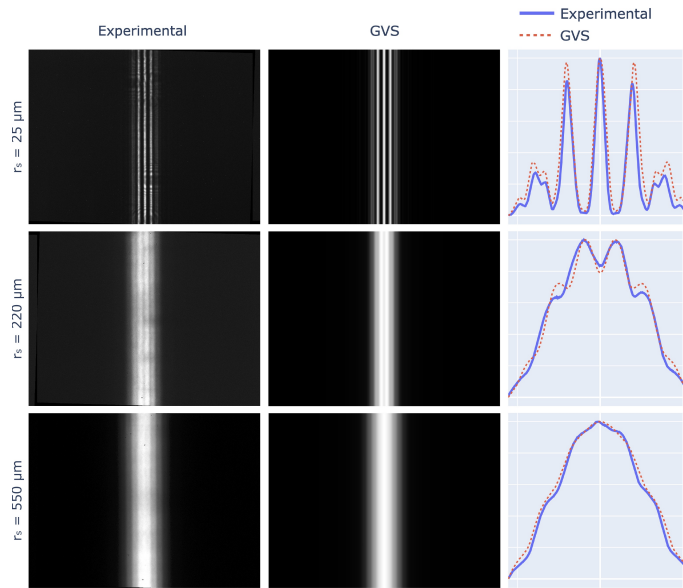 Experimental
GVS
Experimental
GVS
rs = 25 μm
rs = 220 μm
rs = 550 μm